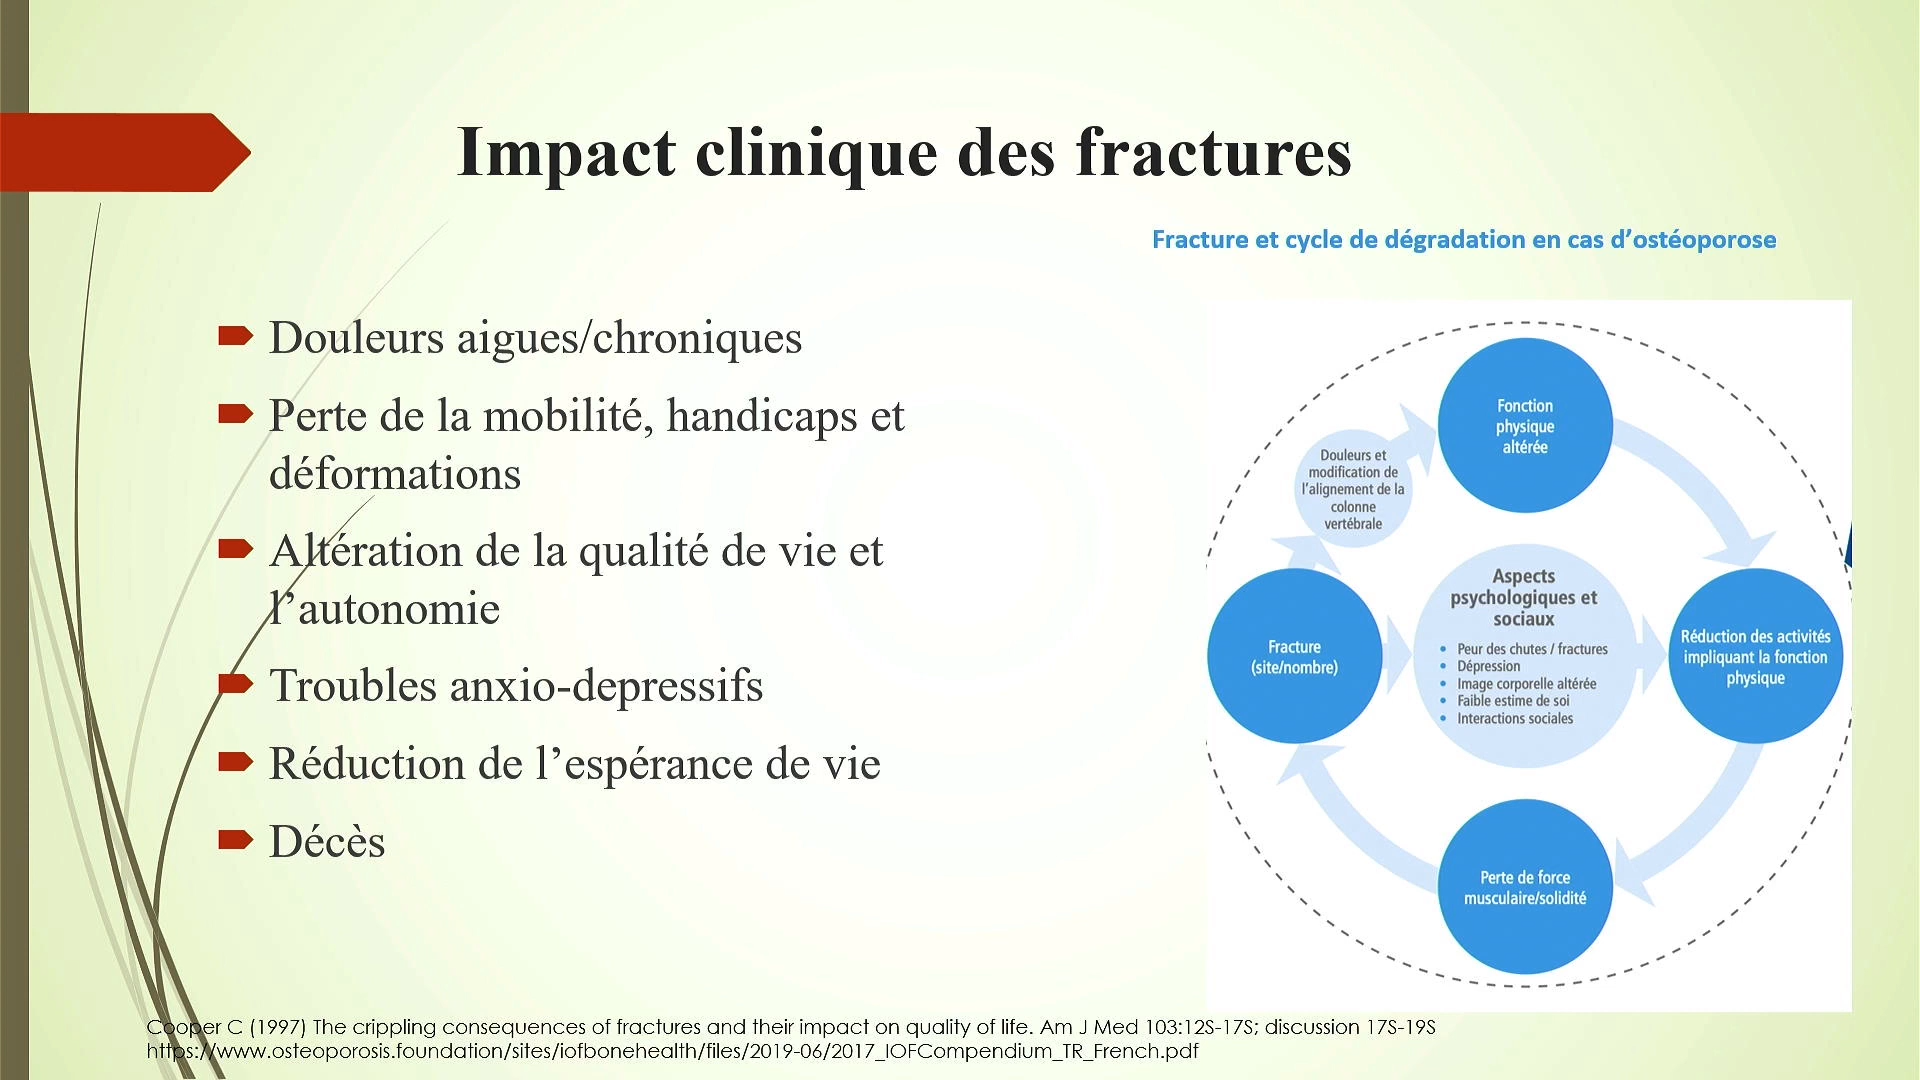 Impact clinique des fractures
Fracture et cycle de dégradation en cas d’ostéoporose
Douleurs aigues/chroniques
Perte de la mobilité, handicaps et
déformations
Altération de la qualité de vie et
l’autonomie
Troubles anxio-depressifs
Réduction de l’espérance de vie
Décès
Fonction
physique
altérée
Douleurs et
modification de
l’alignement de la
colonne
vertébrale
Aspects
psychologiques et
sociaux
• Peur des chutes / fractures
• Dépression
• Image corporelle altérée
• Faible estime de soi
• Interactions sociales
Fracture
(site/nombre)
Réduction des activités
impliquant la fonction
physique
Perte de force
musculaire/solidité
Cooper C (1997) The crippling consequences of fractures and their impact on quality of life. Am J Med 103:12S-17S; discussion 17S-19S
https://www.osteoporosis.foundation/sites/iofbonehealth/files/2019-06/2017_IOFCompendium_TR_French.pdf